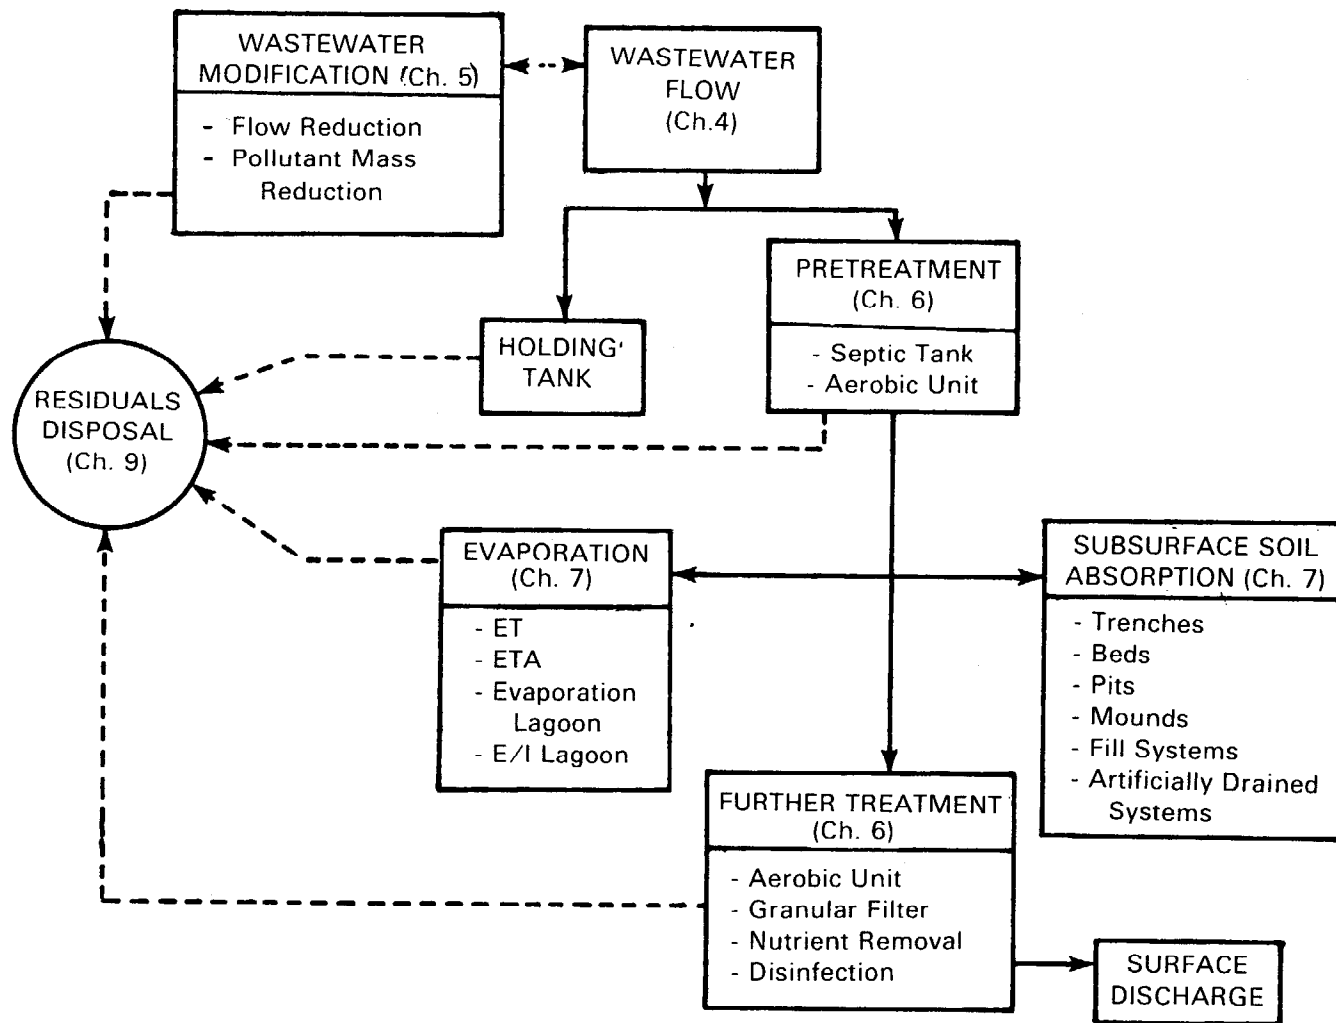 WASTEWATER
MODIFICATION (Ch. 5)
- Flow Reduction
- Pollutant Mass
Reduction
WASTEWATER
FLOW
(Ch.4)
PRETREATMENT
(Ch. 6)
- Septic Tank
- Aerobic Unit
HOLDING
TANK
RESIDUALS
DISPOSAL
(Ch. 9)
EVAPORATION
(Ch. 7)
- ET
- ETA
- Evaporation
Lagoon
- E/I Lagoon
SUBSURFACE SOIL
ABSORPTION (Ch. 7)
- Trenches
- Beds
- Pits
- Mounds
- Fill Systems
- Artificially Drained
Systems
FURTHER TREATMENT
(Ch. 6)
- Aerobic Unit
- Granular Filter
- Nutrient Removal
- Disinfection
SURFACE
DISCHARGE